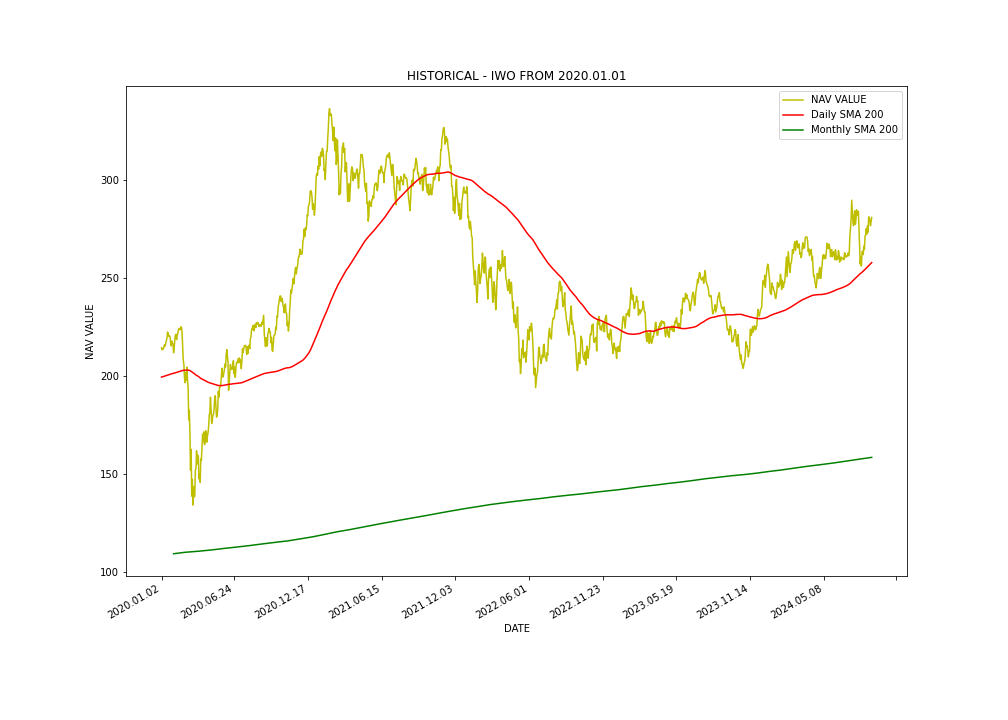 HISTORICAL - IWO FROM 2020.01.01
NAV VALUE
Daily SMA 200
Monthly SMA 200
NAV VALUE
300
250
200
150
100
2020.01.02
2020.06.24
2020.12.17
2021.06.15
2021.12.03
2022.06.01
2022.11.23
2023.05.19
2023.11.14
2024.05.08
DATE